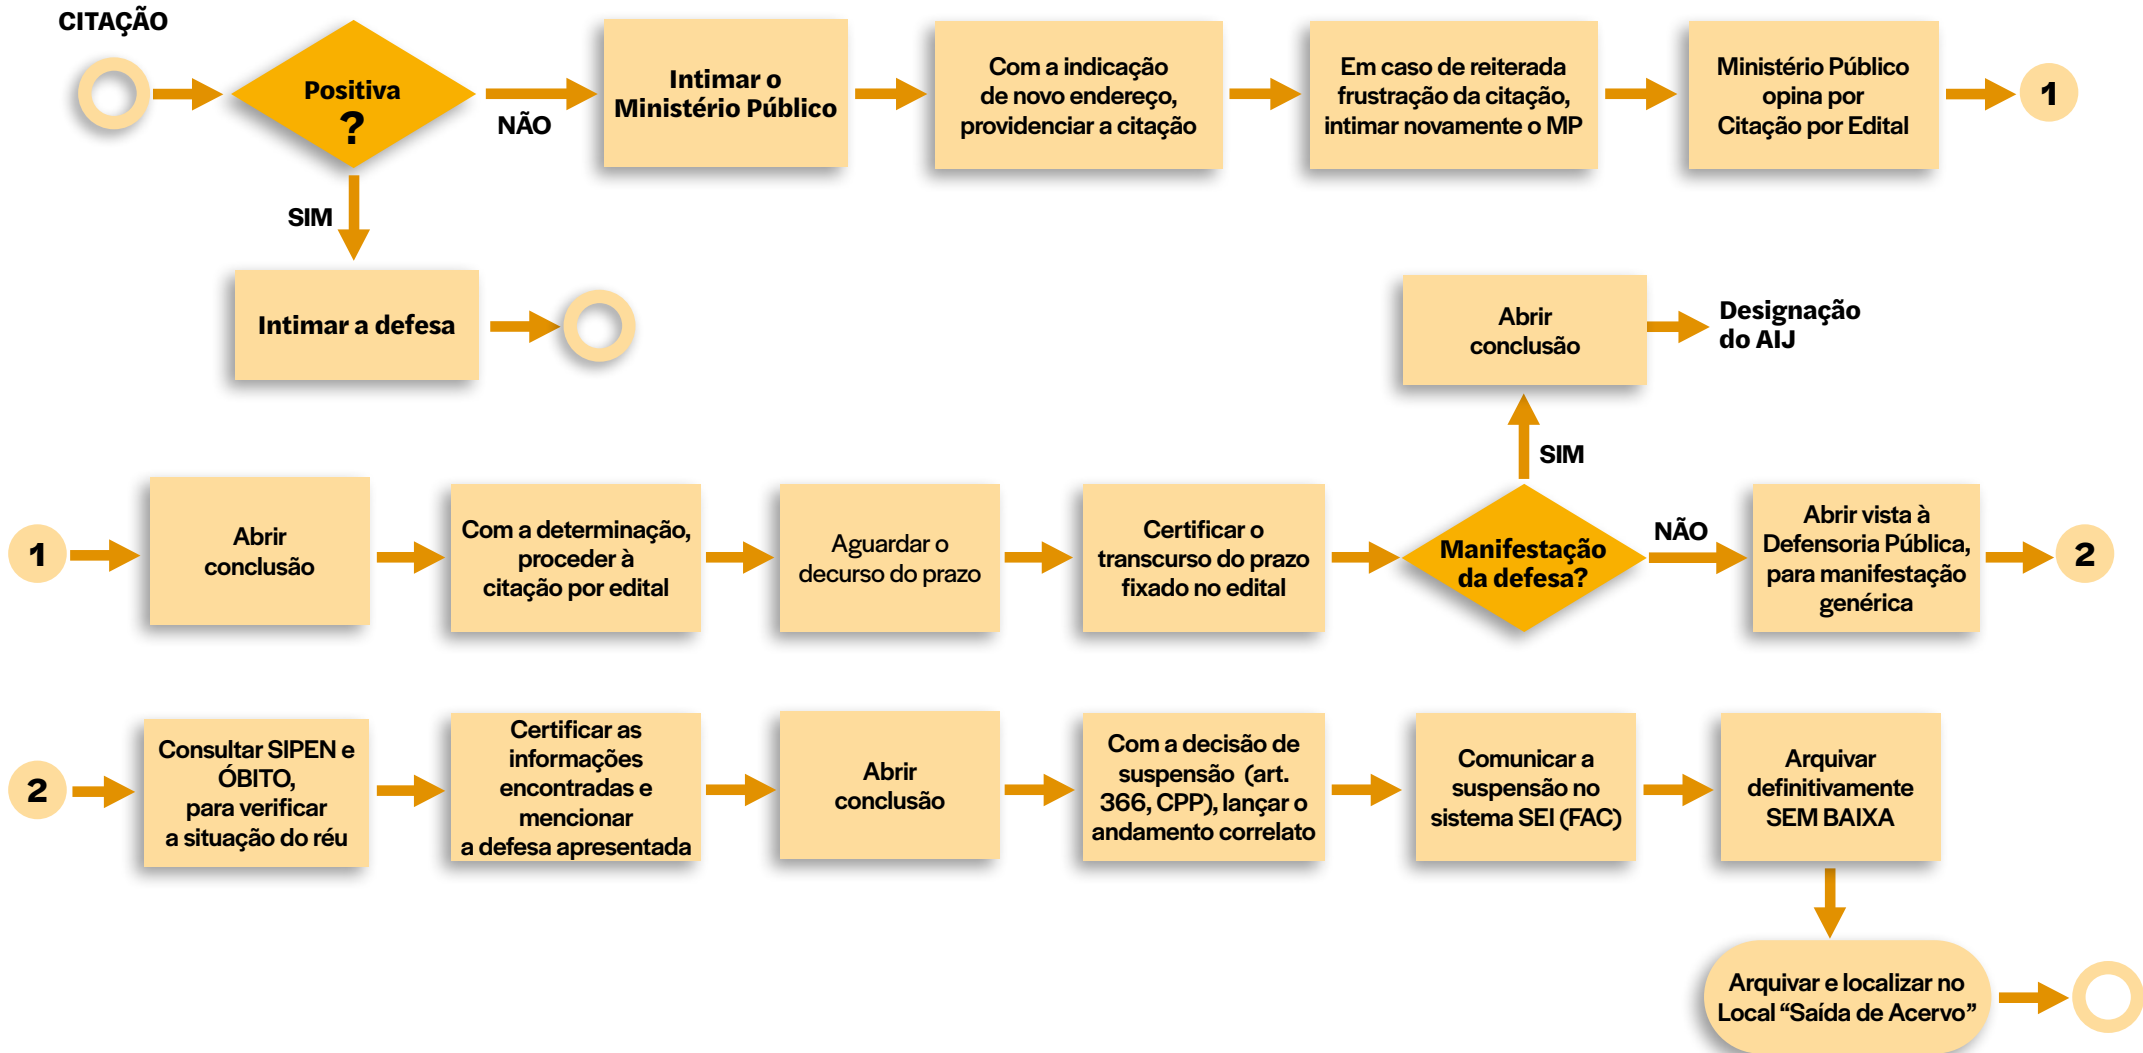 CITAÇÃO
Positiva
?
NÃO
SIM
Intimar o
Ministério Público
Com a indicação
de novo endereço,
providenciar a citação
Em caso de reiterada
frustração da citação,
intimar novamente o MP
Ministério Público
opina por
Citação por Edital
1
Intimar a defesa
Abrir
conclusão
Designação
do AIJ
SIM
1
Abrir
conclusão
Com a determinação,
proceder à
citação por edital
Aguardar o
decurso do prazo
Certificar o
transcurso do prazo
fixado no edital
Manifestação
da defesa?
NÃO
Abrir vista à
Defensoria Pública,
para manifestação
genérica
2
2
Consultar SIPEN e
ÓBITO,
para verificar
a situação do réu
Certificar as
informações
encontradas e
mencionar
a defesa apresentada
Abrir
conclusão
Com a decisão de
suspensão (art.
366, CPP), lançar o
andamento correlato
Comunicar a
suspensão no
sistema SEI (FAC)
Arquivar
definitivamente
SEM BAIXA
Arquivar e localizar no
Local “Saída de Acervo”